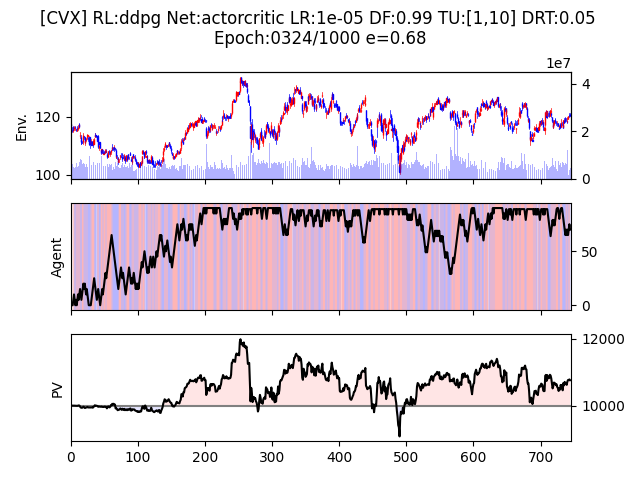 [CVX] RL:ddpg Net:actorcritic LR:1e-05 DF:0.99 TU:[1,10] DRT:0.05
Epoch:0324/1000 e=0.68
1e7
Env.
120
100
4
2
0
Agent
50
0
PV
12000
10000
0 100 200 300 400 500 600 700